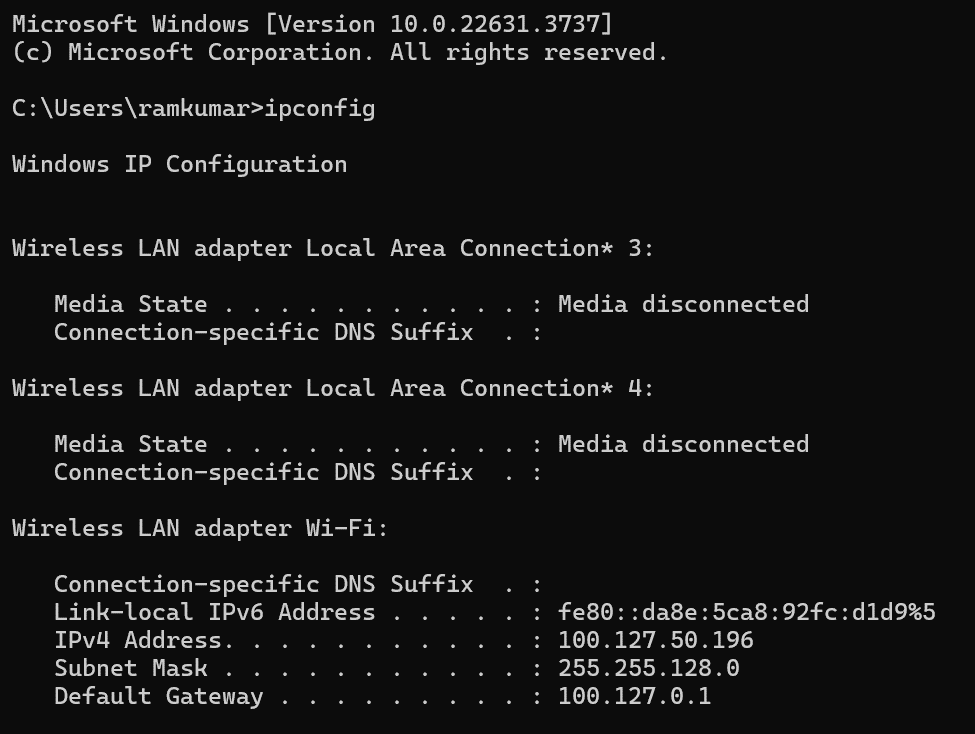 Microsoft Windows [Version 10.0.22631.3737]
(c) Microsoft Corporation. All rights reserved.
C:\Users\ramkumar>ipconfig
Windows IP Configuration
Wireless LAN adapter Local Area Connection* 3:
   Media State . . . . . . . . . . . : Media disconnected
   Connection-specific DNS Suffix  . :
Wireless LAN adapter Local Area Connection* 4:
   Media State . . . . . . . . . . . : Media disconnected
   Connection-specific DNS Suffix  . :
Wireless LAN adapter Wi-Fi:
   Connection-specific DNS Suffix  . :
   Link-local IPv6 Address . . . . . : fe80::da8e:5ca8:92fc:d1d9%5
   IPv4 Address. . . . . . . . . . . : 100.127.50.196
   Subnet Mask . . . . . . . . . . . : 255.255.128.0
   Default Gateway . . . . . . . . . : 100.127.0.1